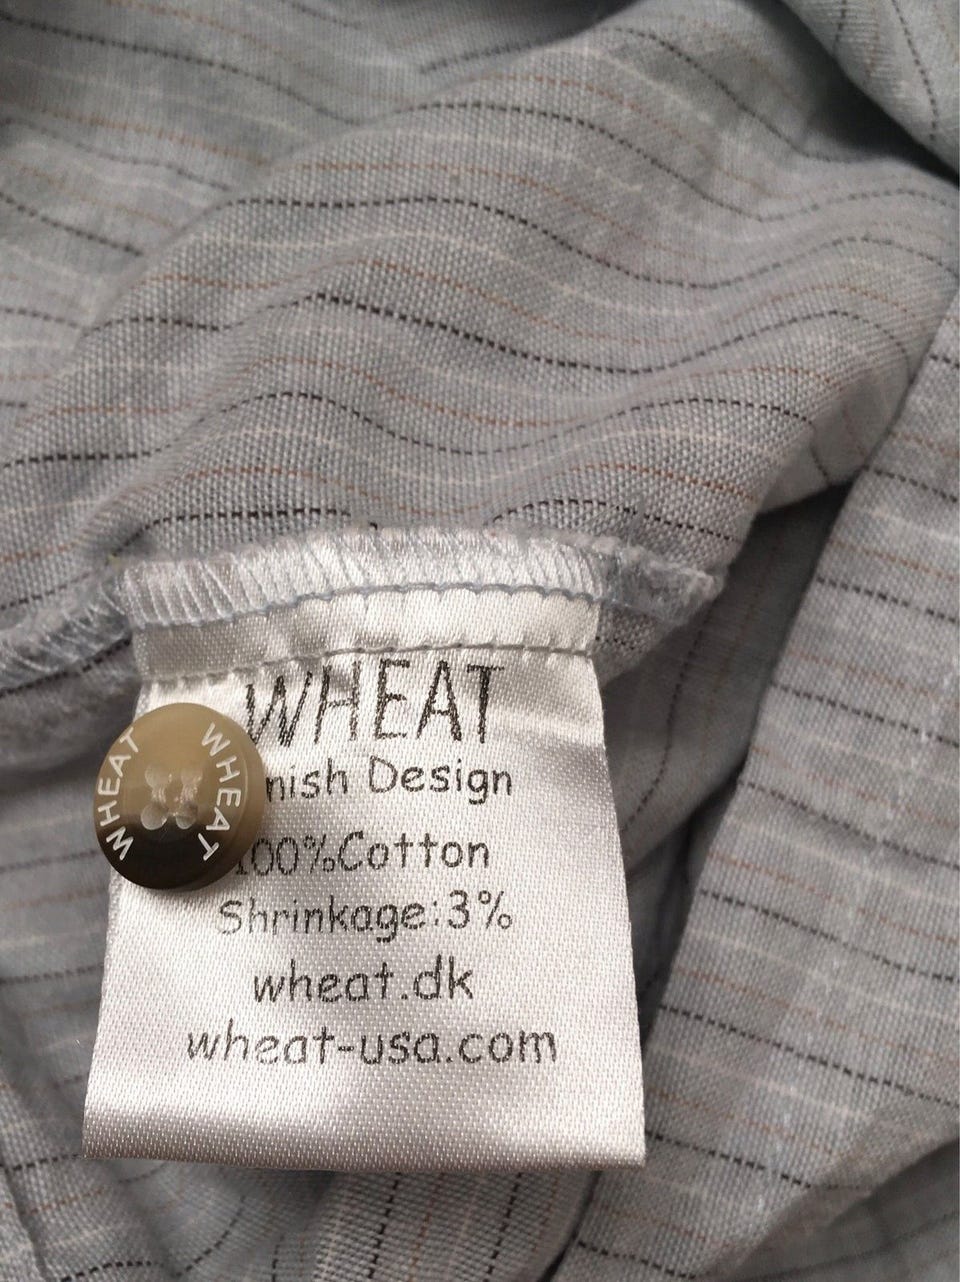 WHEAT
nish Design
100%Cotton
Shrinkage:3%
wheat.dk
wheat-usa.com
WHEAT
WHEAT